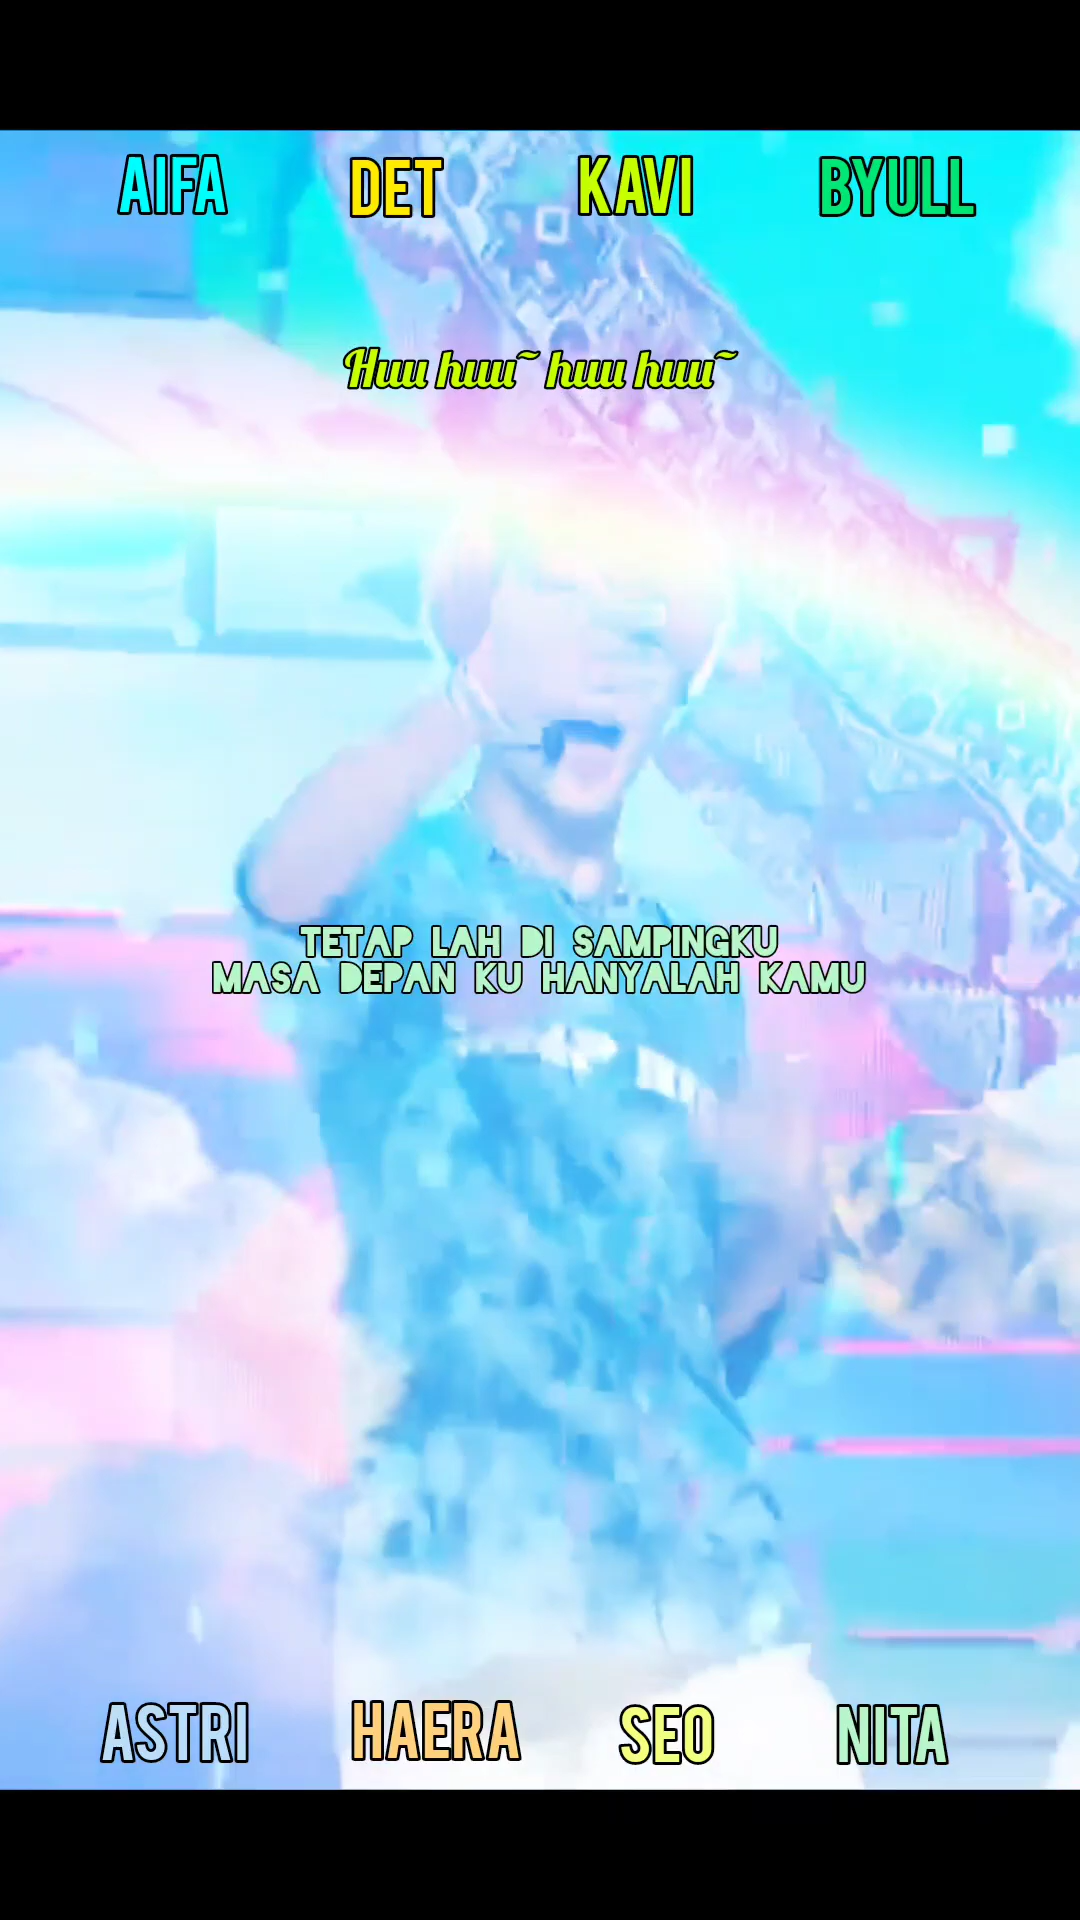 AIFA DET KAVI BYULL
Huu huu~ huu huu~
TETAP LAH DI SAMPINGKU
MASA DEPAN KU HANYALAH KAMU
ASTRI HAERA SEO NITA